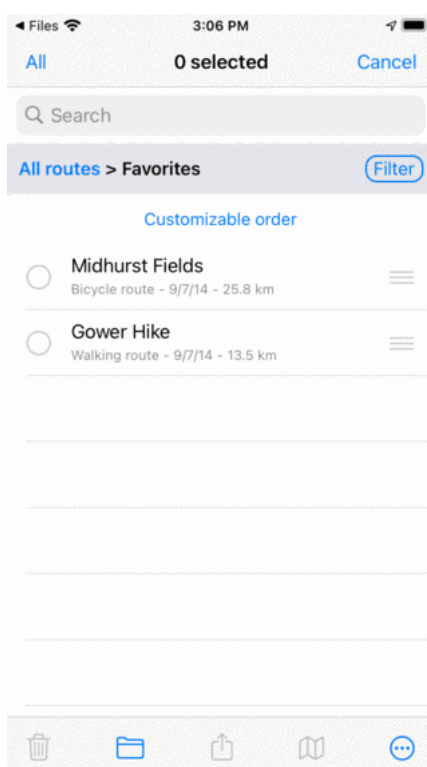 ◀ Files 3:06 PM
All 0 selected Cancel
Search
All routes > Favorites Filter
Customizable order
Midhurst Fields
Bicycle route - 9/7/14 - 25.8 km
Gower Hike
Walking route - 9/7/14 - 13.5 km